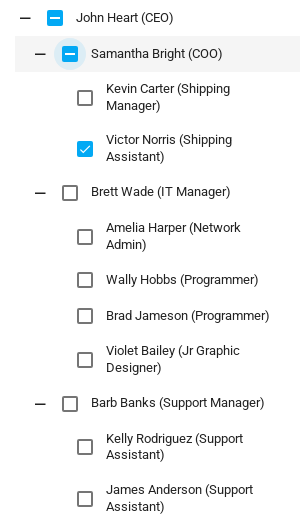 John Heart (CEO)
Samantha Bright (COO)
Kevin Carter (Shipping
Manager)
Victor Norris (Shipping
Assistant)
Brett Wade (IT Manager)
Amelia Harper (Network
Admin)
Wally Hobbs (Programmer)
Brad Jameson (Programmer)
Violet Bailey (Jr Graphic
Designer)
Barb Banks (Support Manager)
Kelly Rodriguez (Support
Assistant)
James Anderson (Support
Assistant)